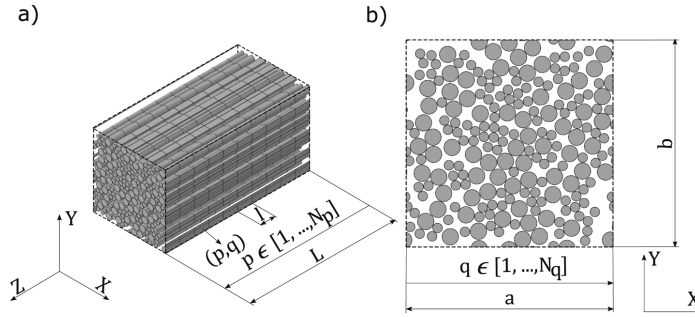 a)
b)
Y
Z
X
(p,q)
l
p ϵ [1, ...,Np]
L
b
q ϵ [1, ...,Nq]
a
Y
X